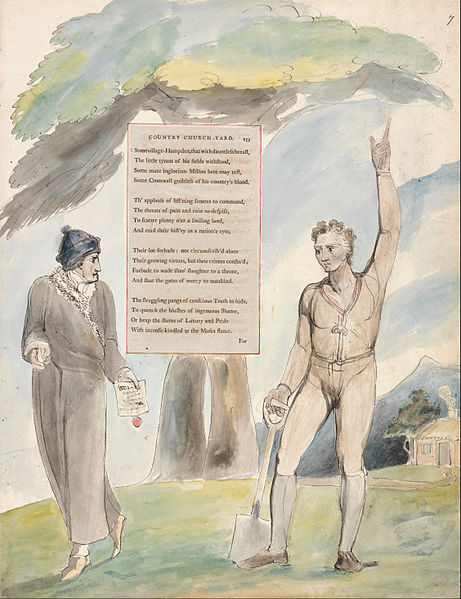 7
COUNTRY CHURCH-YARD. 153
Some village-Hampden, that with dauntless breast,
The little tyrant of his fields withstood,
Some mute inglorious Milton here may rest,
Some Cromwell guiltless of his country's blood,
Th' applause of list'ning senates to command,
The threats of pain and ruin to despise,
To scatter plenty o'er a smiling land,
And read their hist'ry in a nation's eyes,
Their lot forbade: nor circumscrib'd alone
Their growing virtues, but their crimes confin'd;
Forbade to wade thro' slaughter to a throne,
And shut the gates of mercy to mankind,
The struggling pangs of conscious Truth to hide,
To quench the blushes of ingenuous Shame,
Or heap the shrine of Luxury and Pride
With incense kindled at the Muses flame.
Far